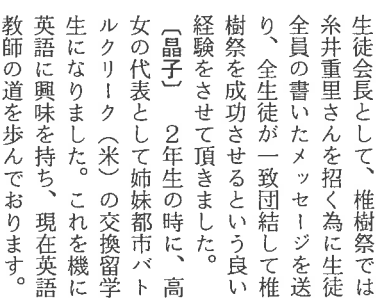 生徒会長として、椎樹祭では
糸井重里さんを招く為に生徒
全員の書いたメッセージを送
り、全生徒が一致団結して椎
樹祭を成功させるという良い
経験をさせて頂きました。
〔晶子〕　２年生の時に、高
女の代表として姉妹都市バト
ルクリーク（米）の交換留学
生になりました。これを機に
英語に興味を持ち、現在英語
教師の道を歩んでおります。